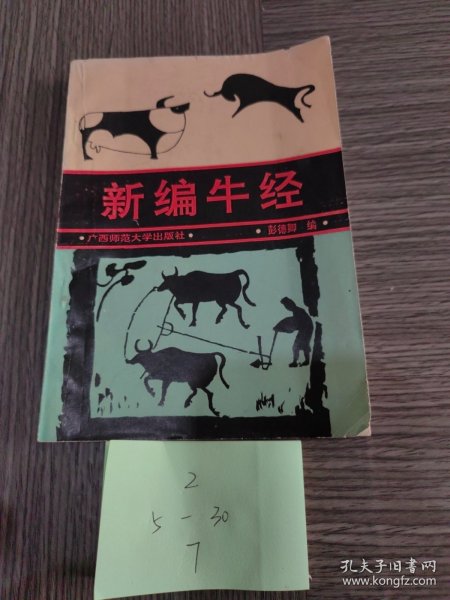 新编牛经
·广西师范大学出版社· 彭德卿 编·
2
5-30
7
孔夫子旧书网
www.kongfz.com